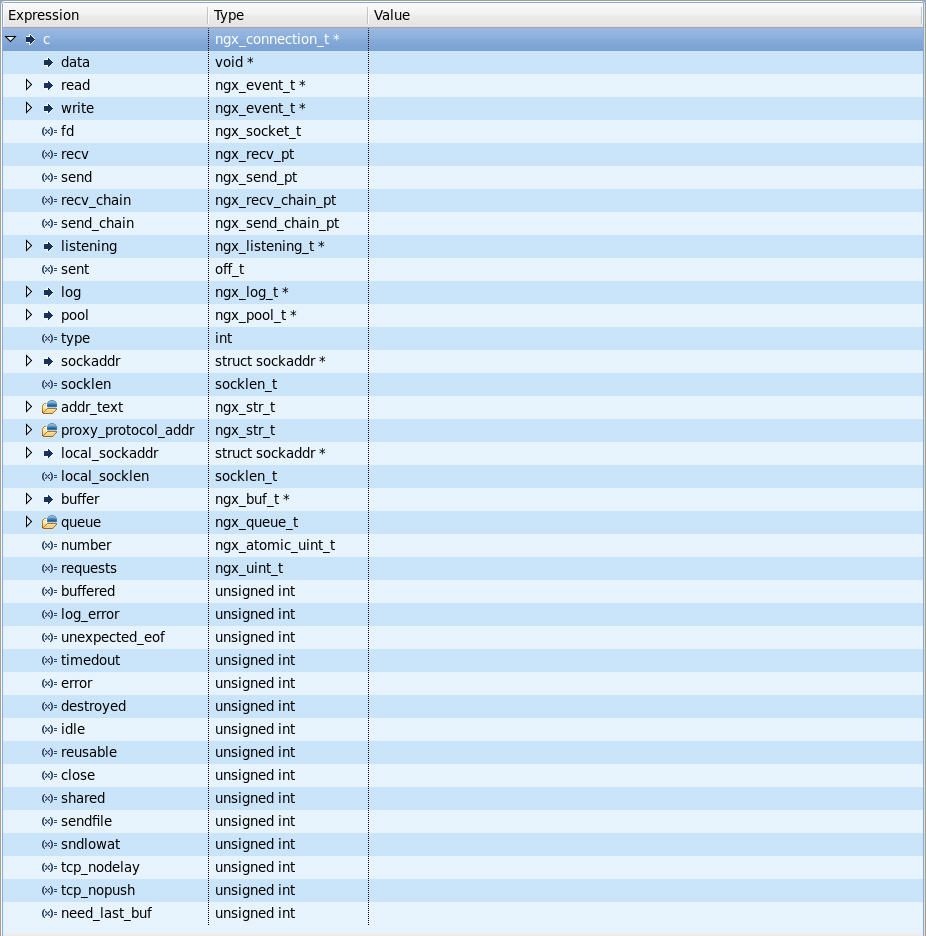 Expression Type Value
c ngx_connection_t *
data void *
read ngx_event_t *
write ngx_event_t *
(x)= fd ngx_socket_t
(x)= recv ngx_recv_pt
(x)= send ngx_send_pt
(x)= recv_chain ngx_recv_chain_pt
(x)= send_chain ngx_send_chain_pt
listening ngx_listening_t *
(x)= sent off_t
log ngx_log_t *
pool ngx_pool_t *
(x)= type int
sockaddr struct sockaddr *
(x)= socklen socklen_t
addr_text ngx_str_t
proxy_protocol_addr ngx_str_t
local_sockaddr struct sockaddr *
(x)= local_socklen socklen_t
buffer ngx_buf_t *
queue ngx_queue_t
(x)= number ngx_atomic_uint_t
(x)= requests ngx_uint_t
(x)= buffered unsigned int
(x)= log_error unsigned int
(x)= unexpected_eof unsigned int
(x)= timedout unsigned int
(x)= error unsigned int
(x)= destroyed unsigned int
(x)= idle unsigned int
(x)= reusable unsigned int
(x)= close unsigned int
(x)= shared unsigned int
(x)= sendfile unsigned int
(x)= sndlowat unsigned int
(x)= tcp_nodelay unsigned int
(x)= tcp_nopush unsigned int
(x)= need_last_buf unsigned int